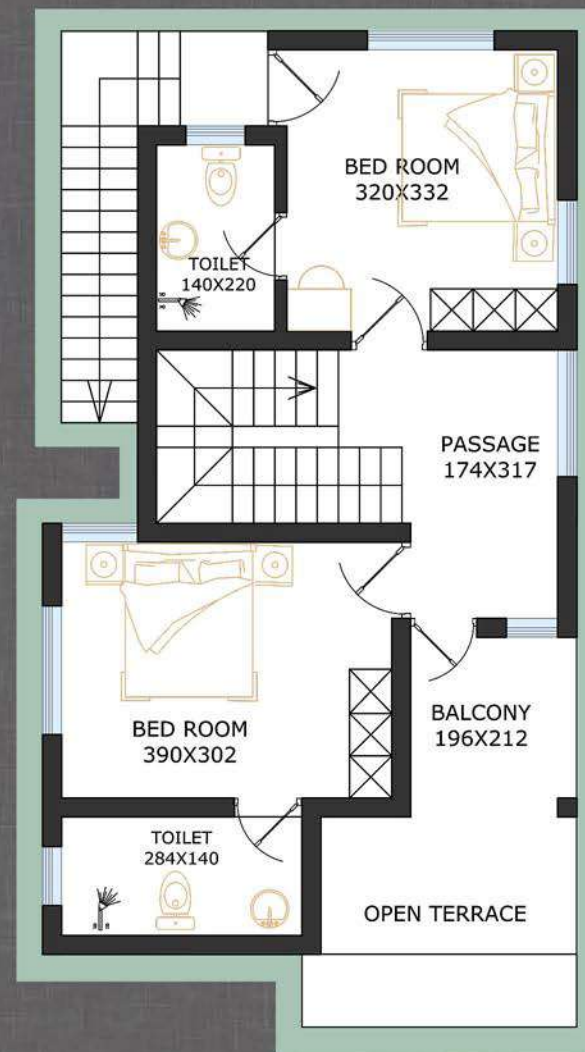 BED ROOM
320X332
TOILET
140X220
PASSAGE
174X317
BED ROOM
390X302
BALCONY
196X212
TOILET
284X140
OPEN TERRACE